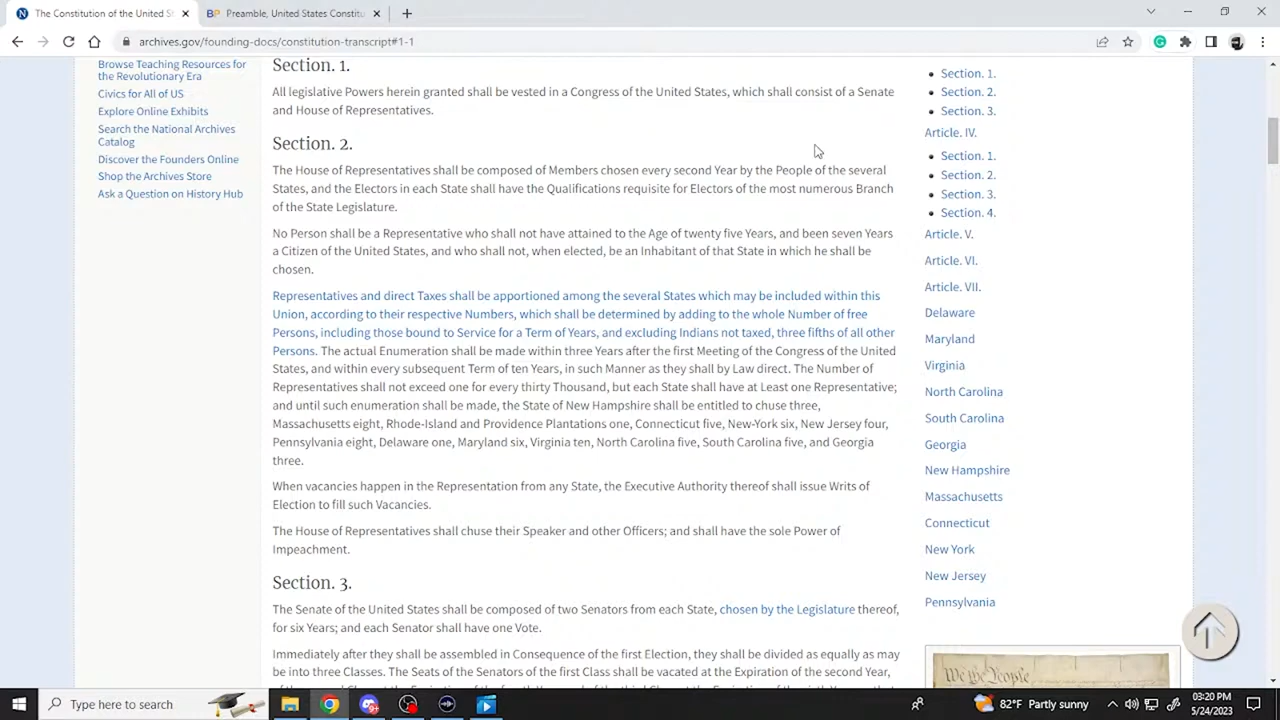 The Constitution of the United S
Preamble, United States Constitu
archives.gov/founding-docs/constitution-transcript#1-1
Browse Teaching Resources for
the Revolutionary Era
Civics for All of US
Explore Online Exhibits
Search the National Archives
Catalog
Discover the Founders Online
Shop the Archives Store
Ask a Question on History Hub
Section. 1.
All legislative Powers herein granted shall be vested in a Congress of the United States, which shall consist of a Senate
and House of Representatives.
Section. 2.
The House of Representatives shall be composed of Members chosen every second Year by the People of the several
States, and the Electors in each State shall have the Qualifications requisite for Electors of the most numerous Branch
of the State Legislature.
No Person shall be a Representative who shall not have attained to the Age of twenty five Years, and been seven Years
a Citizen of the United States, and who shall not, when elected, be an Inhabitant of that State in which he shall be
chosen.
Representatives and direct Taxes shall be apportioned among the several States which may be included within this
Union, according to their respective Numbers, which shall be determined by adding to the whole Number of free
Persons, including those bound to Service for a Term of Years, and excluding Indians not taxed, three fifths of all other
Persons. The actual Enumeration shall be made within three Years after the first Meeting of the Congress of the United
States, and within every subsequent Term of ten Years, in such Manner as they shall by Law direct. The Number of
Representatives shall not exceed one for every thirty Thousand, but each State shall have at Least one Representative;
and until such enumeration shall be made, the State of New Hampshire shall be entitled to chuse three,
Massachusetts eight, Rhode-Island and Providence Plantations one, Connecticut five, New-York six, New Jersey four,
Pennsylvania eight, Delaware one, Maryland six, Virginia ten, North Carolina five, South Carolina five, and Georgia
three.
When vacancies happen in the Representation from any State, the Executive Authority thereof shall issue Writs of
Election to fill such Vacancies.
The House of Representatives shall chuse their Speaker and other Officers; and shall have the sole Power of
Impeachment.
Section. 3.
The Senate of the United States shall be composed of two Senators from each State, chosen by the Legislature thereof,
for six Years; and each Senator shall have one Vote.
Immediately after they shall be assembled in Consequence of the first Election, they shall be divided as equally as may
be into three Classes. The Seats of the Senators of the first Class shall be vacated at the Expiration of the second Year,
Section. 1.
Section. 2.
Section. 3.
Article. IV.
Section. 1.
Section. 2.
Section. 3.
Section. 4.
Article. V.
Article. VI.
Article. VII.
Delaware
Maryland
Virginia
North Carolina
South Carolina
Georgia
New Hampshire
Massachusetts
Connecticut
New York
New Jersey
Pennsylvania
We the People
Type here to search
82°F Partly sunny
03:20 PM
5/24/2023